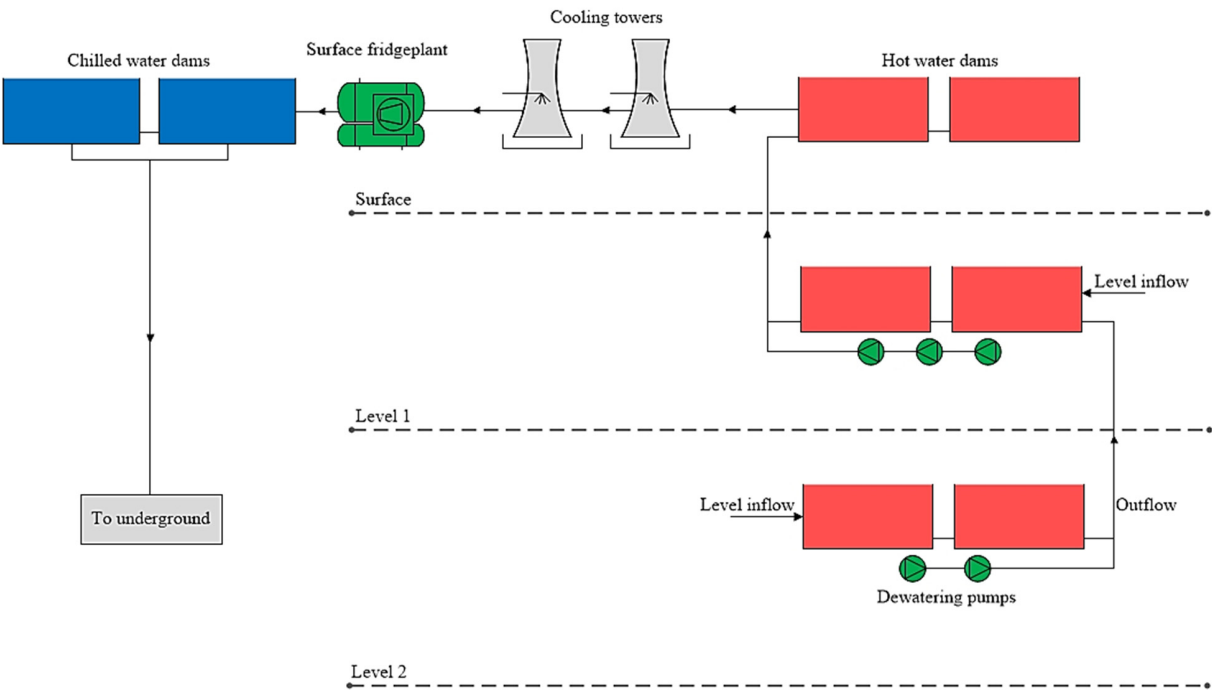 Cooling towers
Surface fridgeplant
Chilled water dams
Hot water dams
Surface
Level inflow
Level 1
To underground
Level inflow
Outflow
Dewatering pumps
Level 2